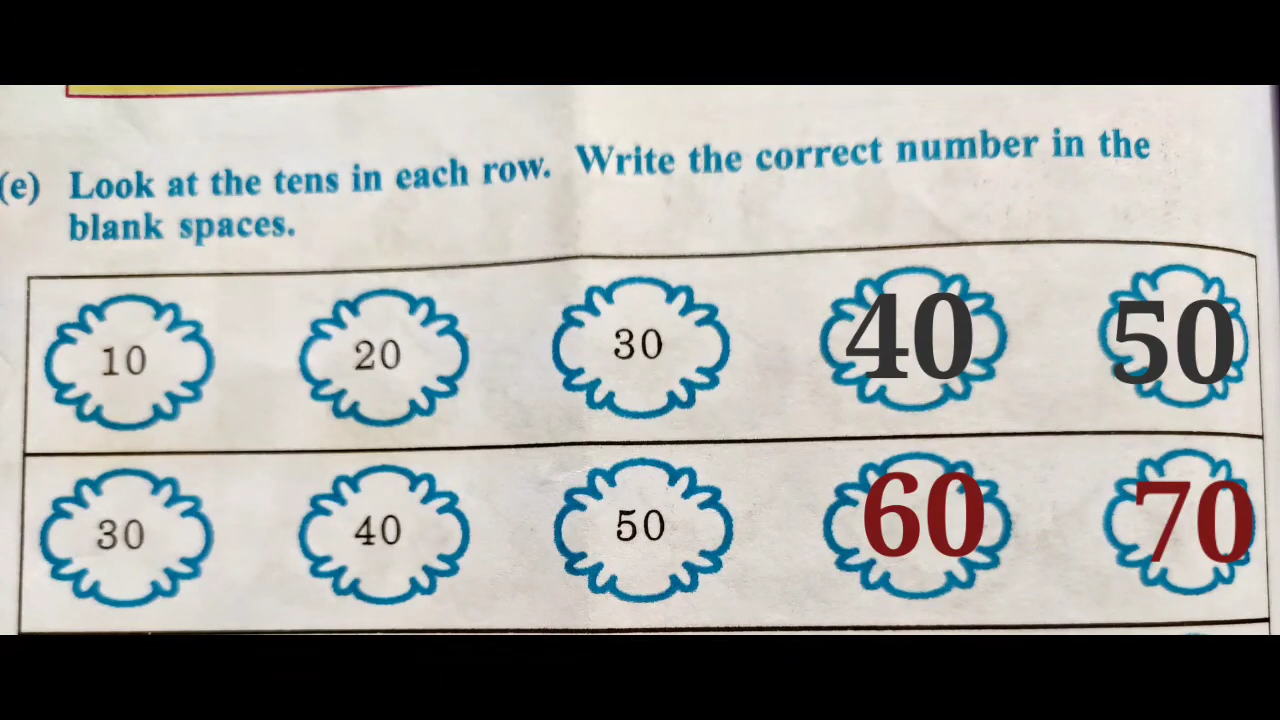 (e) Look at the tens in each row. Write the correct number in the
blank spaces.
10 20 30 40 50
30 40 50 60 70